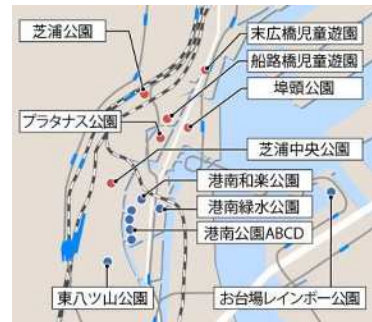 芝浦公園
末広橋児童遊園
船路橋児童遊園
埠頭公園
プラタナス公園
芝浦中央公園
港南和楽公園
港南緑水公園
港南公園ABCD
東八ツ山公園
お台場レインボー公園